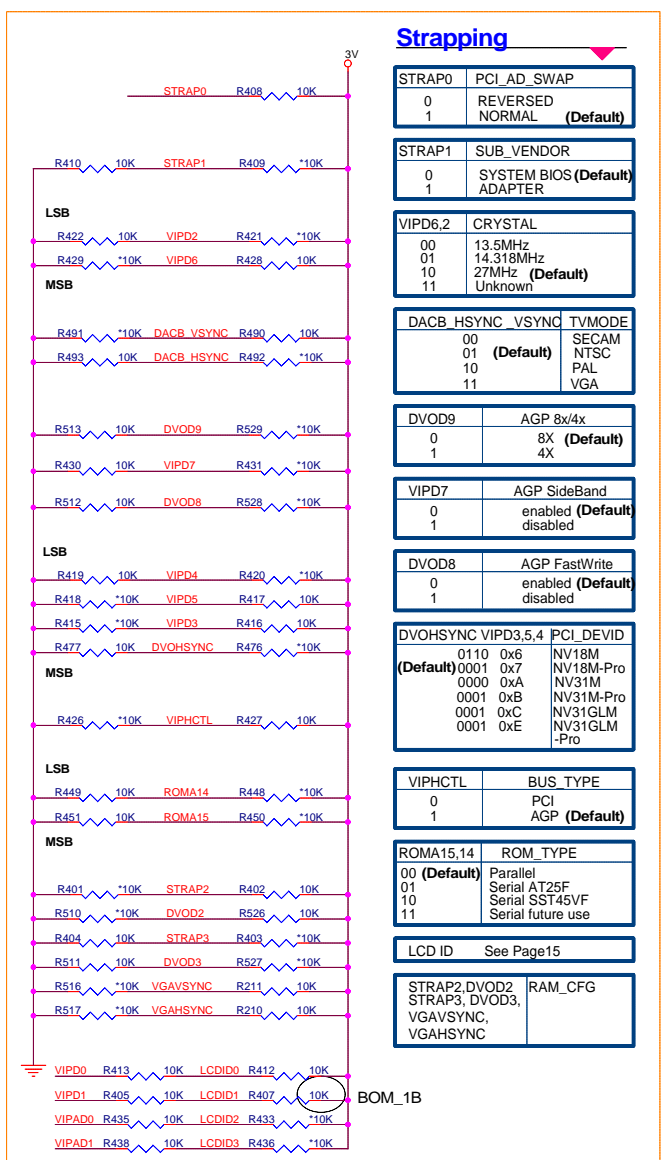 Strapping
3V
STRAP0 R408 10K
R410 10K STRAP1 R409 *10K
LSB
R422 10K VIPD2 R421 *10K
R429 *10K VIPD6 R428 10K
MSB
R491 *10K DACB_VSYNC R490 10K
R493 10K DACB_HSYNC R492 *10K
R513 10K DVOD9 R529 *10K
R430 10K VIPD7 R431 *10K
R512 10K DVOD8 R528 *10K
LSB
R419 10K VIPD4 R420 *10K
R418 *10K VIPD5 R417 10K
R415 *10K VIPD3 R416 10K
R477 10K DVOHSYNC R476 *10K
MSB
R426 *10K VIPHCTL R427 10K
LSB
R449 10K ROMA14 R448 *10K
R451 10K ROMA15 R450 *10K
MSB
R401 *10K STRAP2 R402 10K
R510 *10K DVOD2 R526 10K
R404 10K STRAP3 R403 *10K
R511 10K DVOD3 R527 *10K
R516 *10K VGAVSYNC R211 10K
R517 *10K VGAHSYNC R210 10K
VIPD0 R413 10K LCDID0 R412 10K
VIPD1 R405 10K LCDID1 R407 10K BOM_1B
VIPAD0 R435 10K LCDID2 R433 *10K
VIPAD1 R438 10K LCDID3 R436 *10K
STRAP0 PCI_AD_SWAP
0 REVERSED
1 NORMAL (Default)
STRAP1 SUB_VENDOR
0 SYSTEM BIOS (Default)
1 ADAPTER
VIPD6,2 CRYSTAL
00 13.5MHz
01 14.318MHz
10 27MHz (Default)
11 Unknown
DACB_HSYNC _VSYNC TVMODE
00 SECAM
01 (Default) NTSC
10 PAL
11 VGA
DVOD9 AGP 8x/4x
0 8X (Default)
1 4X
VIPD7 AGP SideBand
0 enabled (Default)
1 disabled
DVOD8 AGP FastWrite
0 enabled (Default)
1 disabled
DVOHSYNC VIPD3,5,4 PCI_DEVID
0110 0x6 NV18M
(Default) 0001 0x7 NV18M-Pro
0000 0xA NV31M
0001 0xB NV31M-Pro
0001 0xC NV31GLM
0001 0xE NV31GLM
-Pro
VIPHCTL BUS_TYPE
0 PCI
1 AGP (Default)
ROMA15,14 ROM_TYPE
00 (Default) Parallel
01 Serial AT25F
10 Serial SST45VF
11 Serial future use
LCD ID See Page15
STRAP2,DVOD2 RAM_CFG
STRAP3, DVOD3,
VGAVSYNC,
VGAHSYNC